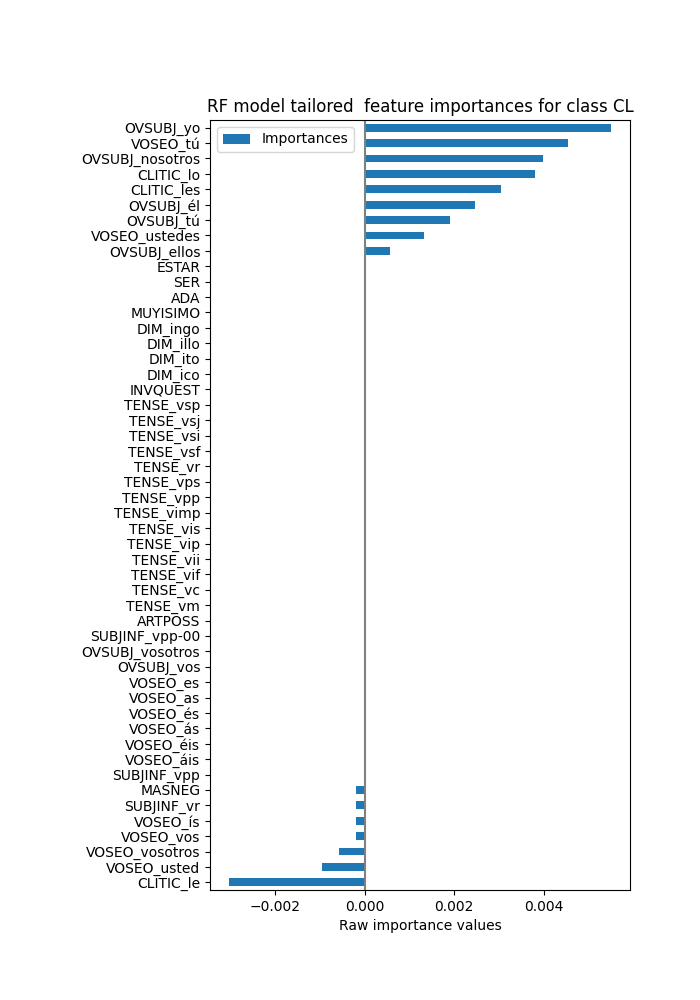 RF model tailored  feature importances for class CL
Importances
OVSUBJ_yo
VOSEO_tú
OVSUBJ_nosotros
CLITIC_lo
CLITIC_les
OVSUBJ_él
OVSUBJ_tú
VOSEO_ustedes
OVSUBJ_ellos
ESTAR
SER
ADA
MUYISIMO
DIM_ingo
DIM_illo
DIM_ito
DIM_ico
INVQUEST
TENSE_vsp
TENSE_vsj
TENSE_vsi
TENSE_vsf
TENSE_vr
TENSE_vps
TENSE_vpp
TENSE_vimp
TENSE_vis
TENSE_vip
TENSE_vii
TENSE_vif
TENSE_vc
TENSE_vm
ARTPOSS
SUBJINF_vpp-00
OVSUBJ_vosotros
OVSUBJ_vos
VOSEO_es
VOSEO_as
VOSEO_és
VOSEO_ás
VOSEO_éis
VOSEO_áis
SUBJINF_vpp
MASNEG
SUBJINF_vr
VOSEO_ís
VOSEO_vos
VOSEO_vosotros
VOSEO_usted
CLITIC_le
−0.002 0.000 0.002 0.004
Raw importance values